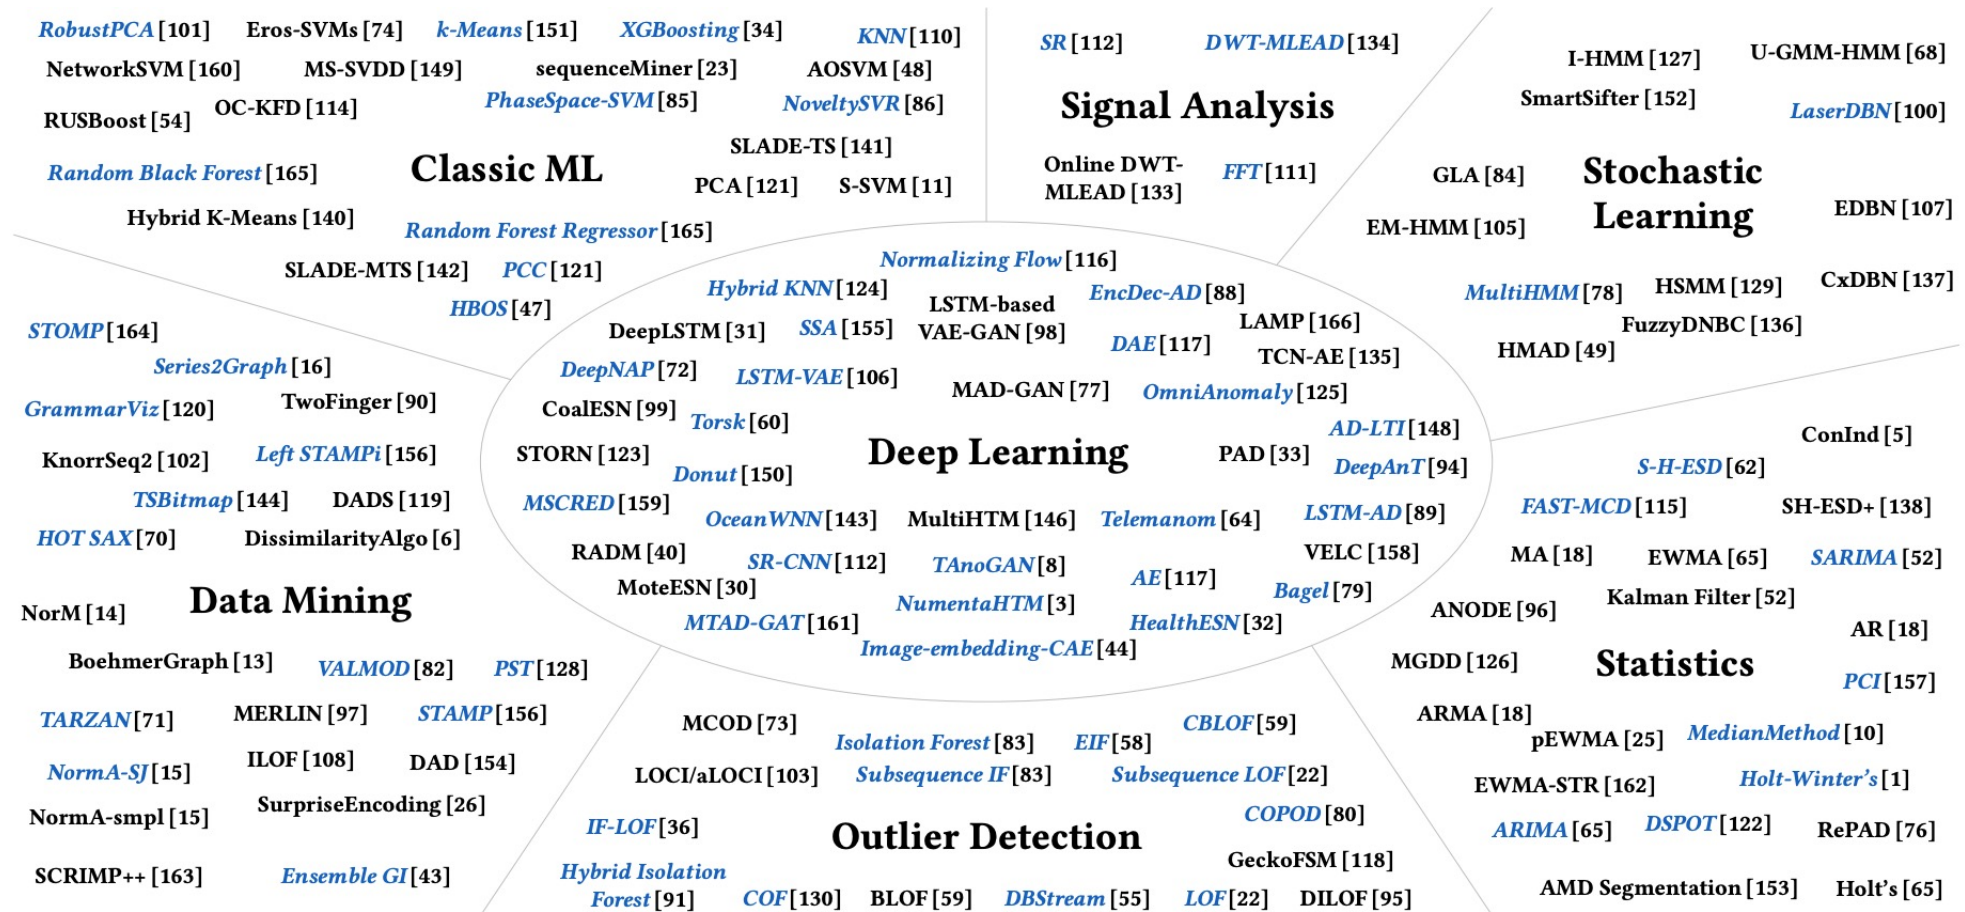 RobustPCA [101] Eros-SVMs [74] k-Means [151] XGBoosting [34] KNN [110]
NetworkSVM [160] MS-SVDD [149] sequenceMiner [23] AOSVM [48]
RUSBoost [54] OC-KFD [114] PhaseSpace-SVM [85] NoveltySVR [86]
SLADE-TS [141]
Random Black Forest [165] Classic ML PCA [121] S-SVM [11]
Hybrid K-Means [140] Random Forest Regressor [165]
SLADE-MTS [142] PCC [121]
HBOS [47]
SR [112] DWT-MLEAD [134]
Signal Analysis
Online DWT-
MLEAD [133]
FFT [111]
I-HMM [127] U-GMM-HMM [68]
SmartSifter [152] LaserDBN [100]
GLA [84]
Stochastic
Learning
EM-HMM [105] EDBN [107]
MultiHMM [78] HSMM [129] CxDBN [137]
FuzzyDNBC [136]
HMAD [49]
STOMP [164]
Series2Graph [16]
GrammarViz [120] TwoFinger [90]
KnorrSeq2 [102] Left STAMPi [156]
TSBitmap [144] DADS [119]
HOT SAX [70] DissimilarityAlgo [6]
Data Mining
NorM [14]
BoehmerGraph [13] VALMOD [82] PST [128]
TARZAN [71] MERLIN [97] STAMP [156]
NormA-SJ [15] ILOF [108] DAD [154]
NormA-smpl [15] SurpriseEncoding [26]
SCRIMP++ [163] Ensemble GI [43]
Normalizing Flow [116]
Hybrid KNN [124] EncDec-AD [88]
LSTM-based
VAE-GAN [98]
DeepLSTM [31] SSA [155] DAE [117] LAMP [166]
TCN-AE [135]
DeepNAP [72] LSTM-VAE [106] MAD-GAN [77] OmniAnomaly [125]
CoalESN [99] Torsk [60] AD-LTI [148]
STORN [123] Deep Learning PAD [33] DeepAnT [94]
Donut [150]
MSCRED [159] OceanWNN [143] MultiHTM [146] Telemanom [64] LSTM-AD [89]
RADM [40] SR-CNN [112] TAnoGAN [8] VELC [158]
MoteESN [30] AE [117] Bagel [79]
NumentaHTM [3]
MTAD-GAT [161] HealthESN [32]
Image-embedding-CAE [44]
ConInd [5]
S-H-ESD [62]
FAST-MCD [115] SH-ESD+ [138]
MA [18] EWMA [65] SARIMA [52]
ANODE [96] Kalman Filter [52]
AR [18]
MGDD [126] Statistics PCI [157]
ARMA [18]
pEWMA [25] MedianMethod [10]
EWMA-STR [162] Holt-Winter's [1]
ARIMA [65] DSPOT [122] RePAD [76]
AMD Segmentation [153] Holt's [65]
MCOD [73] CBLOF [59]
Isolation Forest [83] EIF [58]
LOCI/aLOCI [103] Subsequence IF [83] Subsequence LOF [22]
IF-LOF [36] COPOD [80]
Outlier Detection
GeckoFSM [118]
Hybrid Isolation
Forest [91]
COF [130] BLOF [59] DBStream [55] LOF [22] DILOF [95]